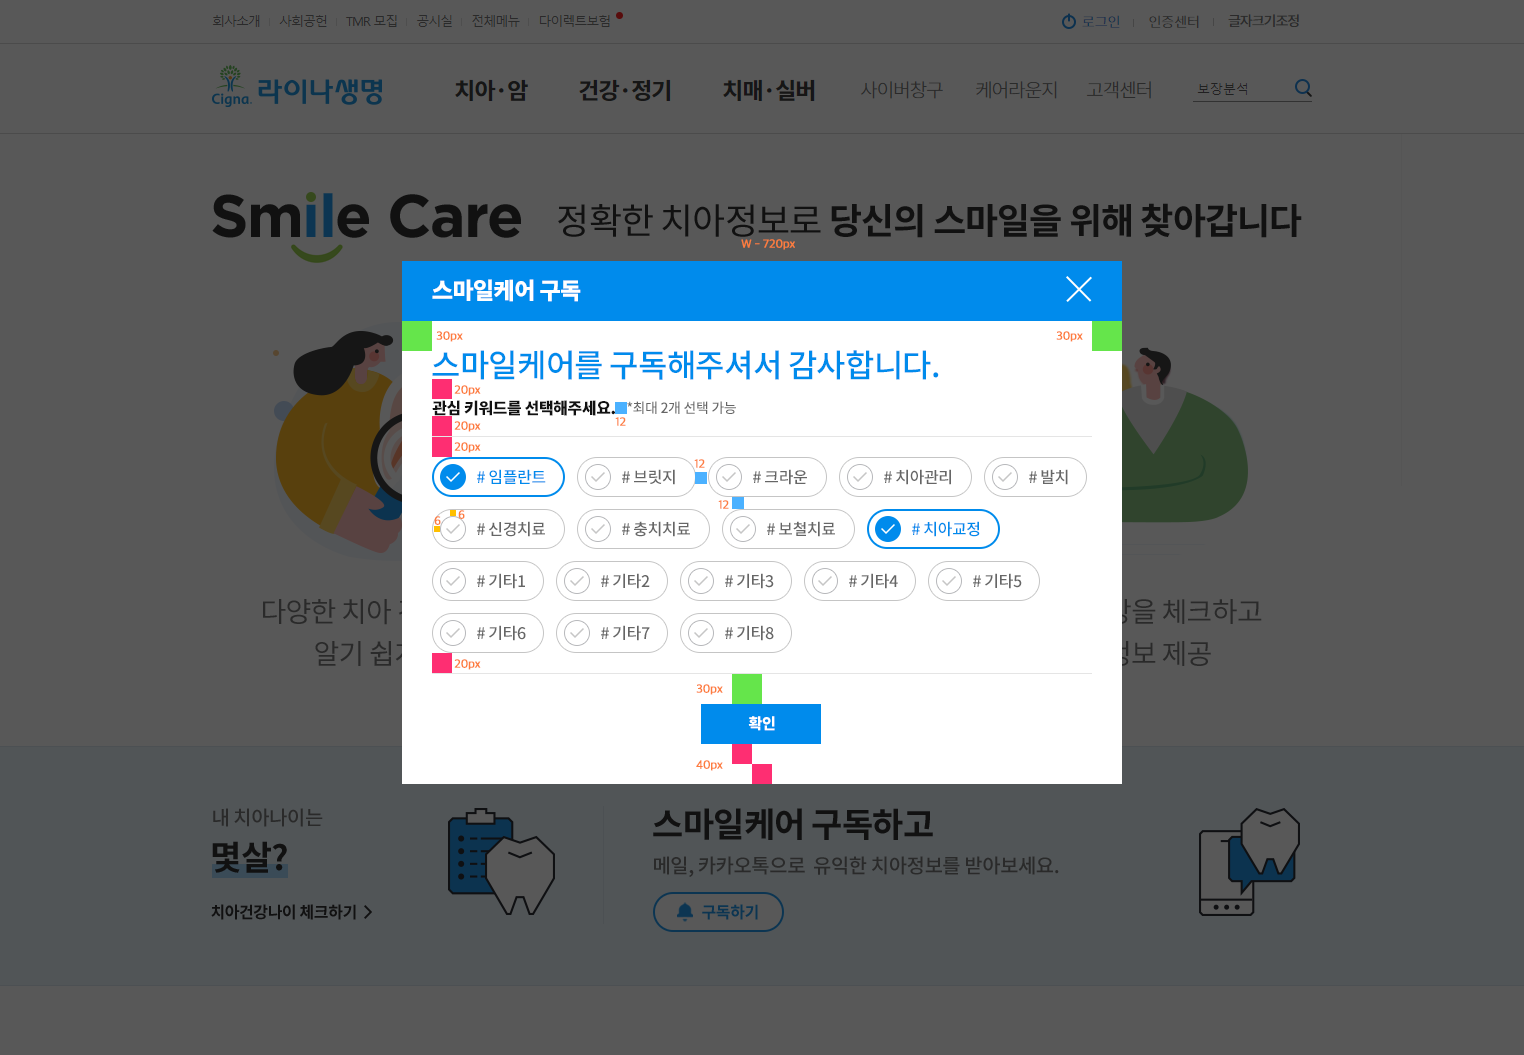 회사소개 사회공헌 TMR 모집 공시실 전체메뉴 다이렉트보험 로그인 인증센터 글자크기조정
Cigna. 라이나생명 치아·암 건강·정기 치매·실버 사이버창구 케어라운지 고객센터 보장분석
Smile Care 정확한 치아정보로 당신의 스마일을 위해 찾아갑니다
W - 720px
스마일케어 구독
30px 30px
스마일케어를 구독해주셔서 감사합니다.
20px
관심 키워드를 선택해주세요. *최대 2개 선택 가능
12
20px
20px
# 임플란트 # 브릿지 12 # 크라운 # 치아관리 # 발치
12
6 6
# 신경치료 # 충치치료 # 보철치료 # 치아교정
# 기타1 # 기타2 # 기타3 # 기타4 # 기타5
다양한 치아 체크하고
# 기타6 # 기타7 # 기타8
알기 쉽 제공
20px
30px
확인
40px
내 치아나이는
몇살?
치아건강나이 체크하기
스마일케어 구독하고
메일, 카카오톡으로 유익한 치아정보를 받아보세요.
구독하기